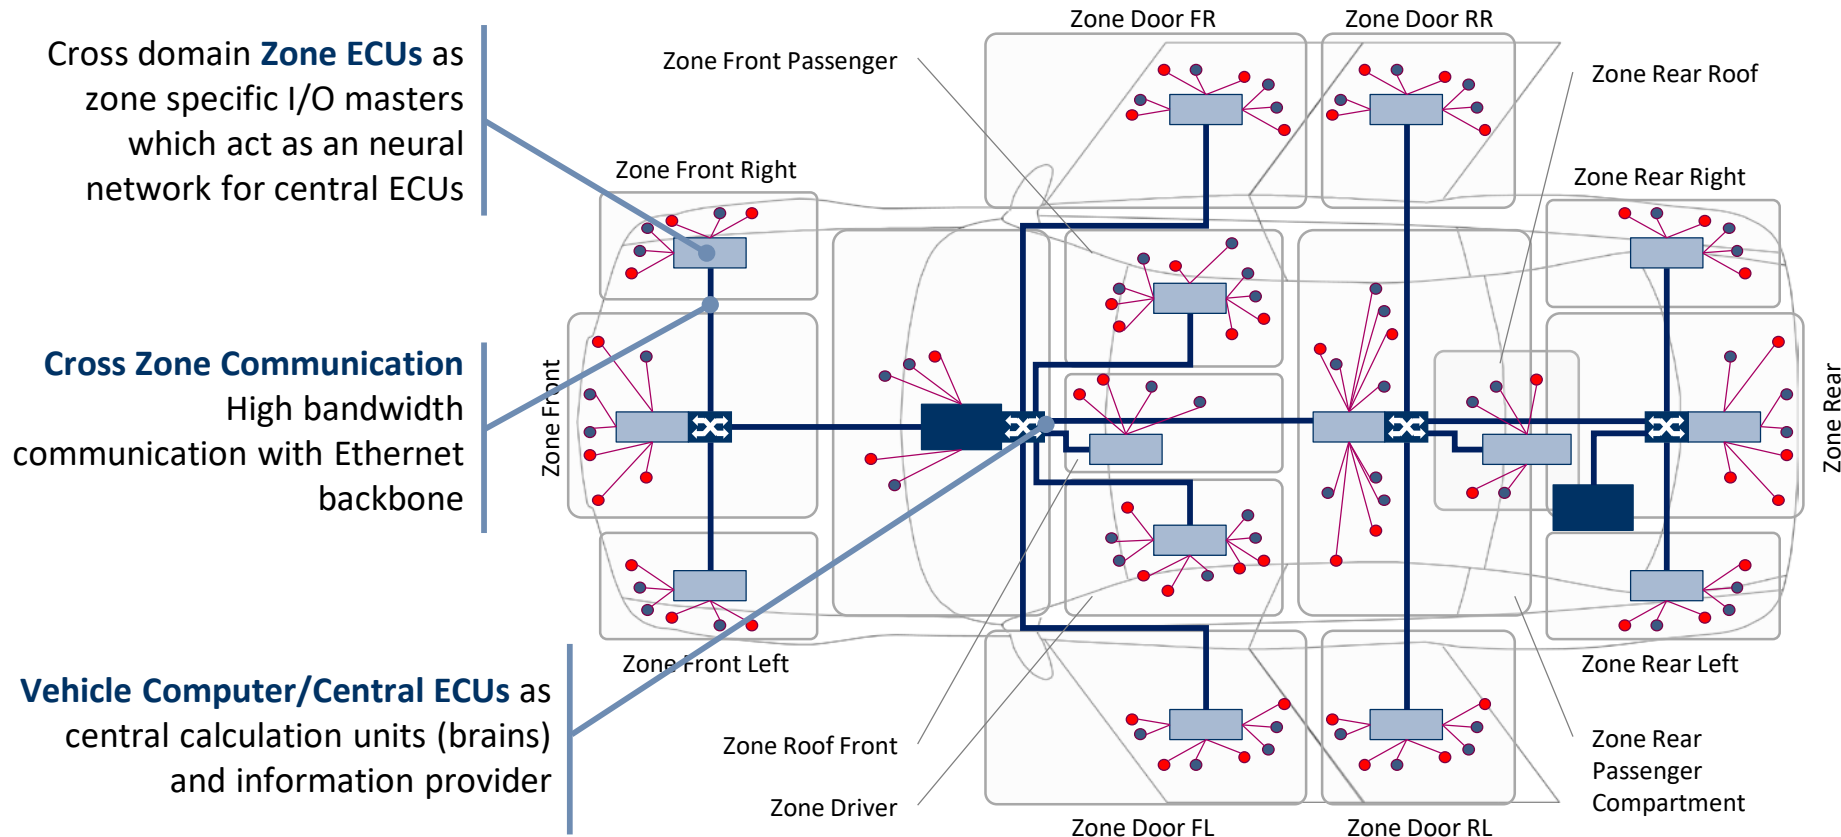 Cross domain Zone ECUs as
zone specific I/O masters
which act as an neural
network for central ECUs
Cross Zone Communication
High bandwidth
communication with Ethernet
backbone
Vehicle Computer/Central ECUs as
central calculation units (brains)
and information provider
Zone Door FR
Zone Door RR
Zone Front Passenger
Zone Rear Roof
Zone Front Right
Zone Rear Right
Zone Front
Zone Rear
Zone Front Left
Zone Rear Left
Zone Roof Front
Zone Driver
Zone Rear
Passenger
Compartment
Zone Door FL
Zone Door RL